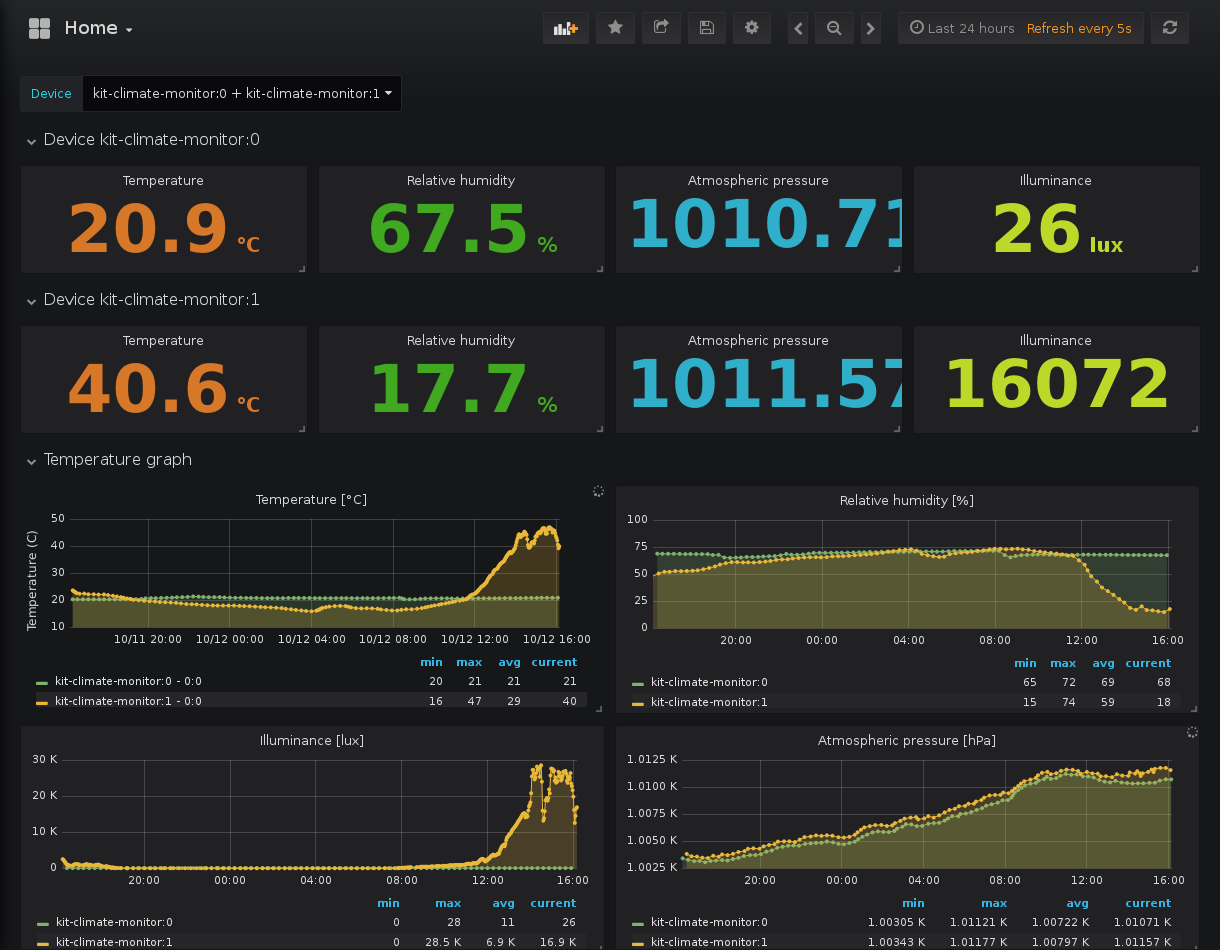 Home
Last 24 hours Refresh every 5s
Device kit-climate-monitor:0 + kit-climate-monitor:1
Device kit-climate-monitor:0
Temperature Relative humidity Atmospheric pressure Illuminance
20.9 °C 67.5 % 1010.71 26 lux
Device kit-climate-monitor:1
Temperature Relative humidity Atmospheric pressure Illuminance
40.6 °C 17.7 % 1011.57 16072
Temperature graph
Temperature [°C]
Temperature (C)
50
40
30
20
10
10/11 20:00 10/12 00:00 10/12 04:00 10/12 08:00 10/12 12:00 10/12 16:00
min max avg current
kit-climate-monitor:0 - 0:0 20 21 21 21
kit-climate-monitor:1 - 0:0 16 47 29 40
Relative humidity [%]
100
75
50
25
0
20:00 00:00 04:00 08:00 12:00 16:00
min max avg current
kit-climate-monitor:0 65 72 69 68
kit-climate-monitor:1 15 74 59 18
Illuminance [lux]
30 K
20 K
10 K
0
20:00 00:00 04:00 08:00 12:00 16:00
min max avg current
kit-climate-monitor:0 0 28 11 26
kit-climate-monitor:1 0 28.5 K 6.9 K 16.9 K
Atmospheric pressure [hPa]
1.0125 K
1.0100 K
1.0075 K
1.0050 K
1.0025 K
20:00 00:00 04:00 08:00 12:00 16:00
min max avg current
kit-climate-monitor:0 1.00305 K 1.01121 K 1.00722 K 1.01071 K
kit-climate-monitor:1 1.00343 K 1.01177 K 1.00797 K 1.01157 K